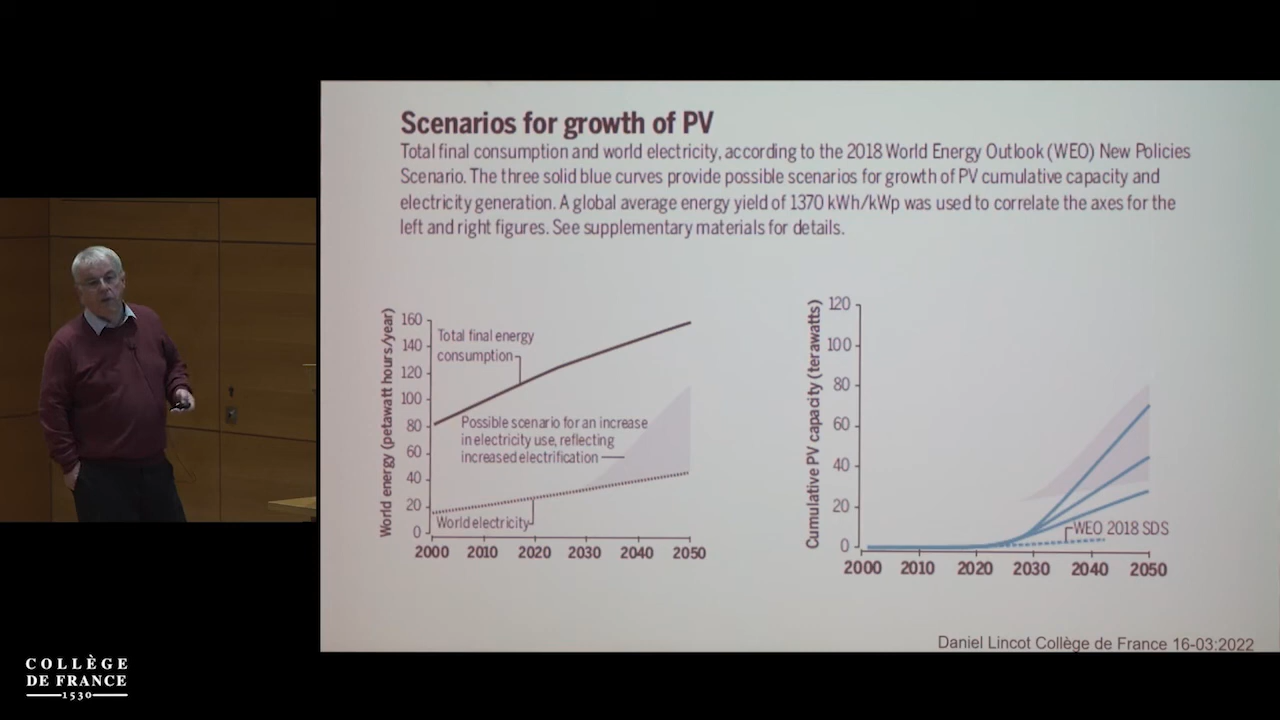 Scenarios for growth of PV
Total final consumption and world electricity, according to the 2018 World Energy Outlook (WEO) New Policies
Scenario. The three solid blue curves provide possible scenarios for growth of PV cumulative capacity and
electricity generation. A global average energy yield of 1370 kWh/kWp was used to correlate the axes for the
left and right figures. See supplementary materials for details.
World energy (petawatt hours/year)
160
140
120
100
80
60
40
20
0
Total final energy
consumption
Possible scenario for an increase
in electricity use, reflecting
increased electrification
World electricity
2000 2010 2020 2030 2040 2050
Cumulative PV capacity (terawatts)
120
100
80
60
40
20
0
WEO 2018 SDS
2000 2010 2020 2030 2040 2050
Daniel Lincot Collège de France 16-03:2022
COLLÈGE
DE FRANCE
1530